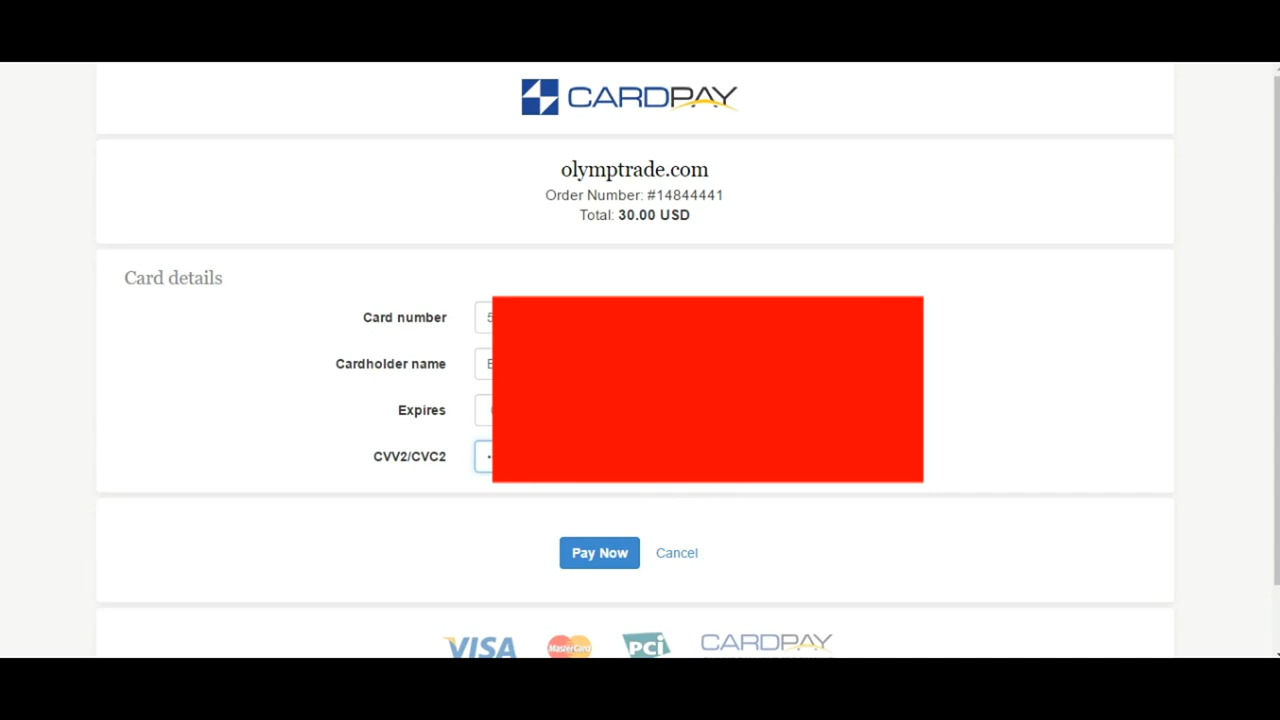 CARDPAY
olymptrade.com
Order Number: #14844441
Total: 30.00 USD
Card details
Card number 5
Cardholder name
Expires
CVV2/CVC2
Pay Now Cancel
VISA MasterCard PCI CARDPAY